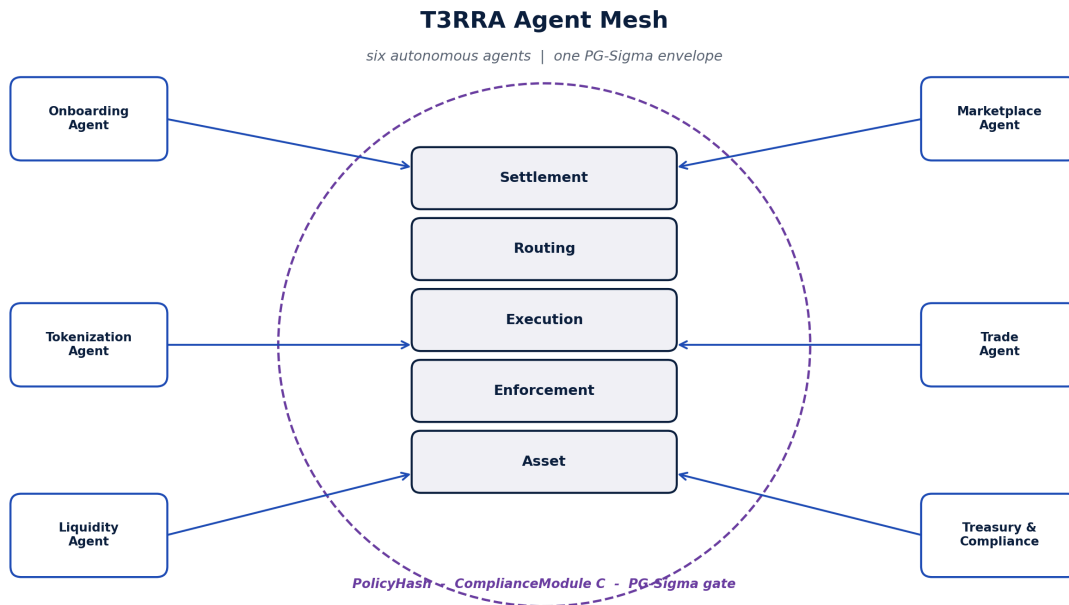 T3RRA Agent Mesh
six autonomous agents | one PG-Sigma envelope
Onboarding
Agent
Marketplace
Agent
Settlement
Routing
Execution
Enforcement
Asset
Tokenization
Agent
Trade
Agent
Liquidity
Agent
Treasury &
Compliance
PolicyHash - ComplianceModule C - PG-Sigma gate